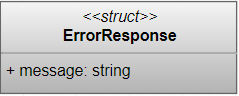 <<struct>>
ErrorResponse
+ message: string